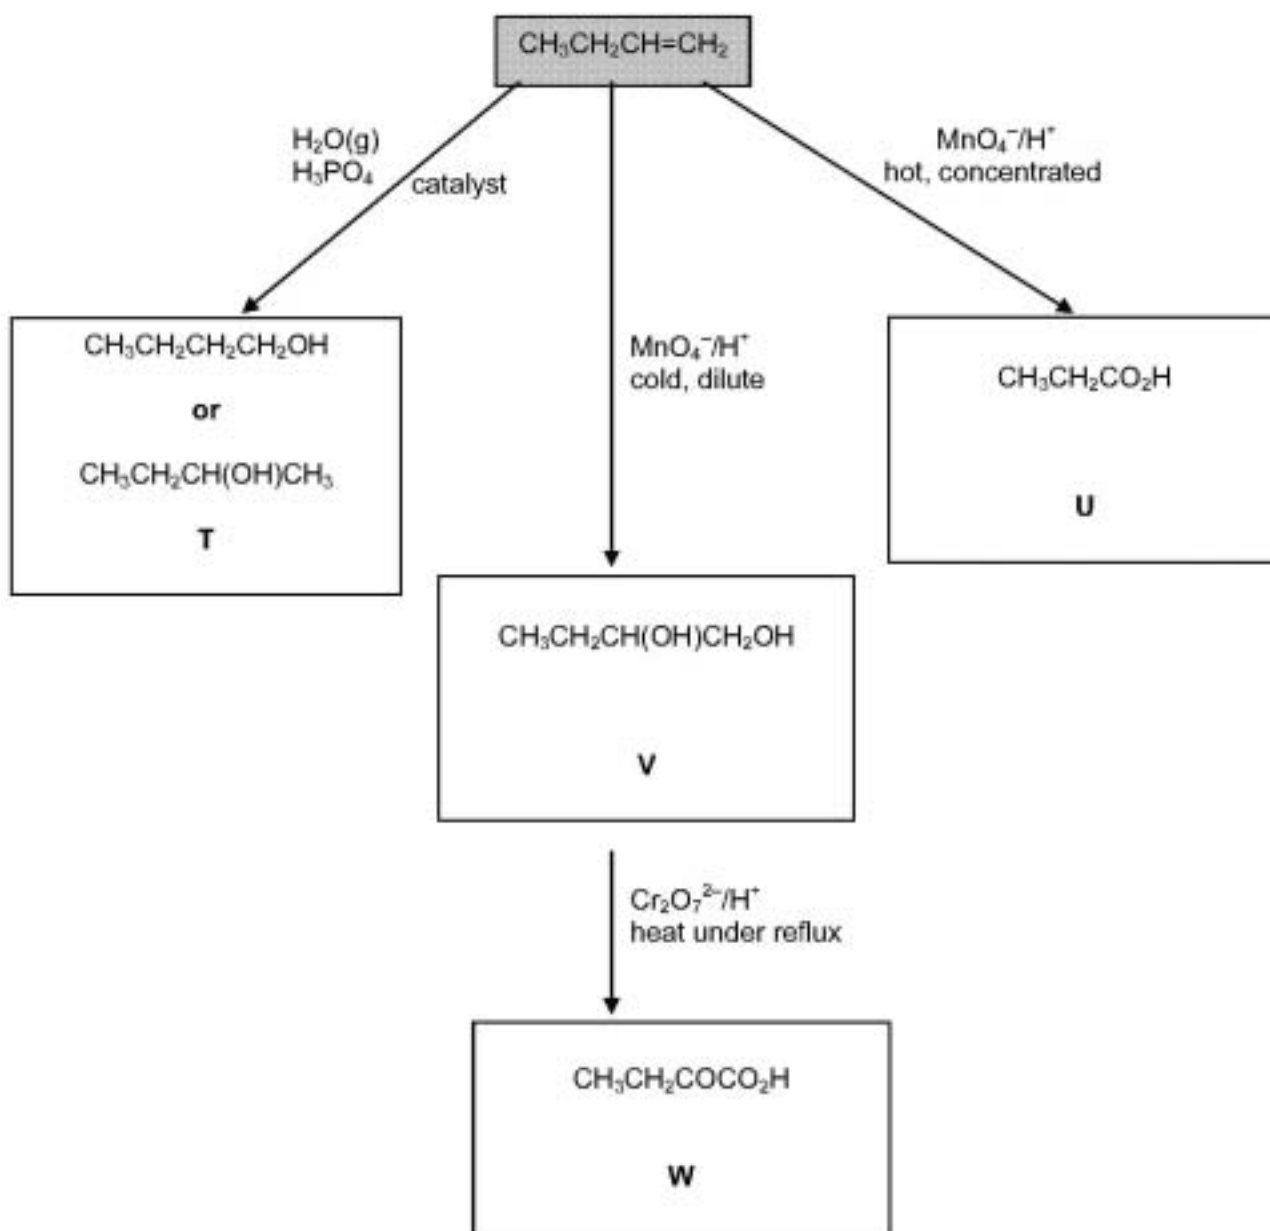 CH₃CH₂CH=CH₂
H₂O(g)
H₃PO₄
catalyst
MnO₄⁻/H⁺
hot, concentrated
CH₃CH₂CH₂CH₂OH
or
CH₃CH₂CH(OH)CH₃
T
MnO₄⁻/H⁺
cold, dilute
CH₃CH₂CO₂H
U
CH₃CH₂CH(OH)CH₂OH
V
Cr₂O₇²⁻/H⁺
heat under reflux
CH₃CH₂COCO₂H
W